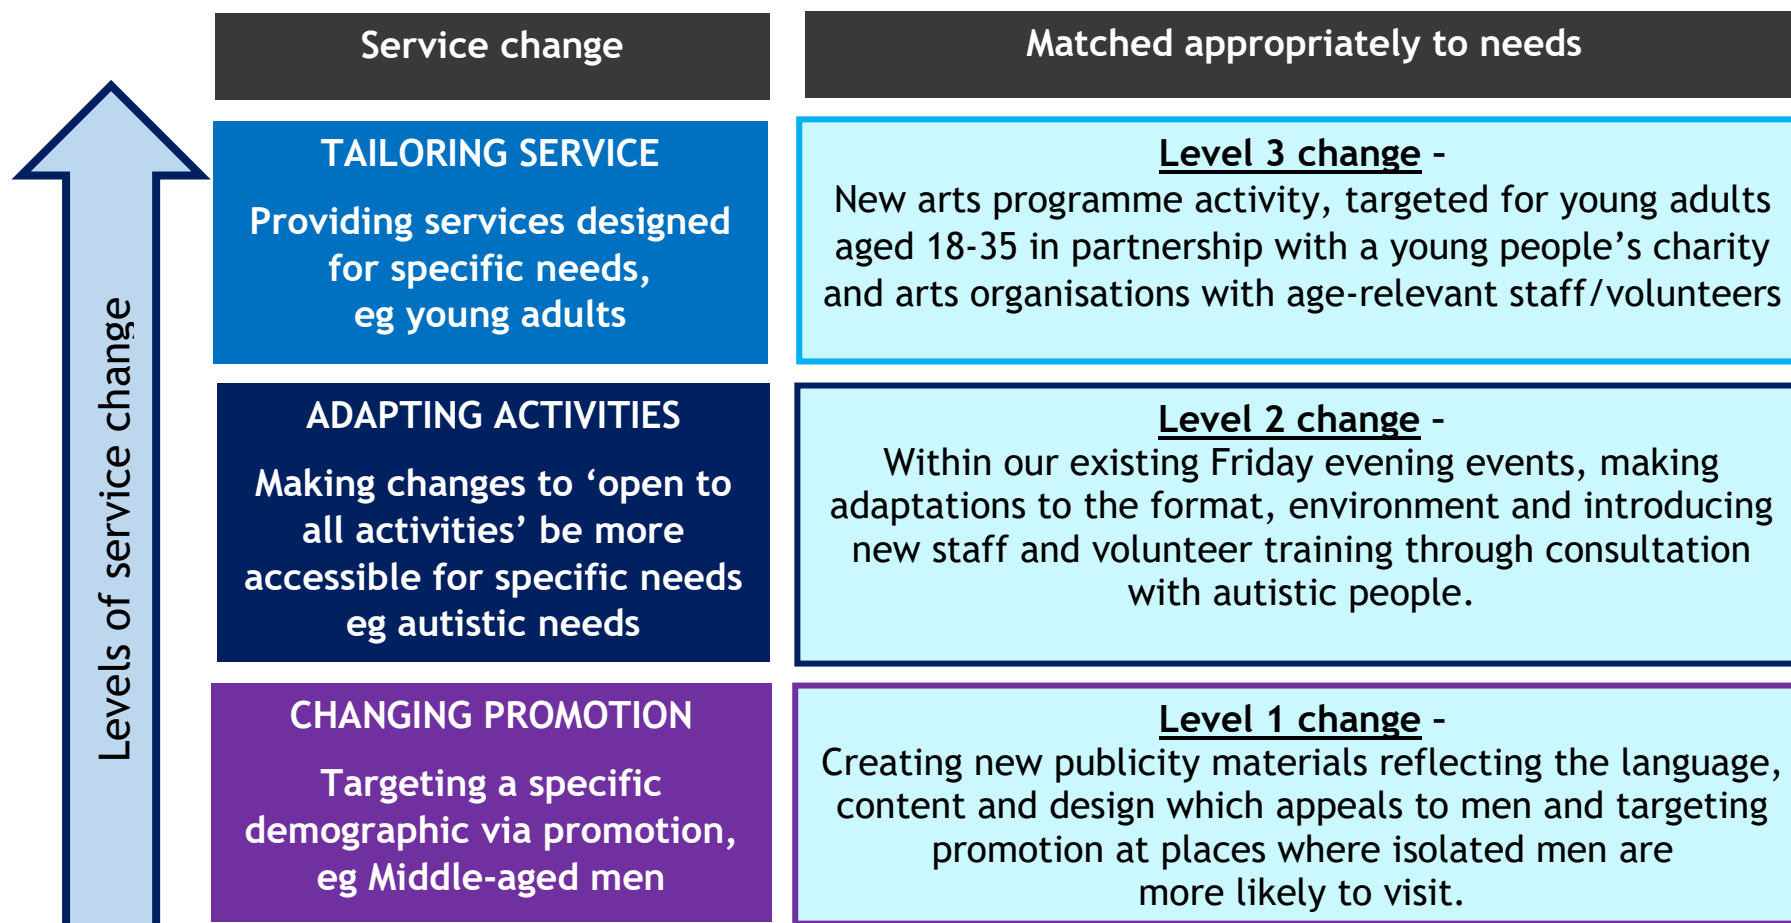 Service change
Matched appropriately to needs
Levels of service change
TAILORING SERVICE
Providing services designed
for specific needs,
eg young adults
Level 3 change –
New arts programme activity, targeted for young adults
aged 18-35 in partnership with a young people’s charity
and arts organisations with age-relevant staff/volunteers
ADAPTING ACTIVITIES
Making changes to ‘open to
all activities’ be more
accessible for specific needs
eg autistic needs
Level 2 change –
Within our existing Friday evening events, making
adaptations to the format, environment and introducing
new staff and volunteer training through consultation
with autistic people.
CHANGING PROMOTION
Targeting a specific
demographic via promotion,
eg Middle-aged men
Level 1 change –
Creating new publicity materials reflecting the language,
content and design which appeals to men and targeting
promotion at places where isolated men are
more likely to visit.